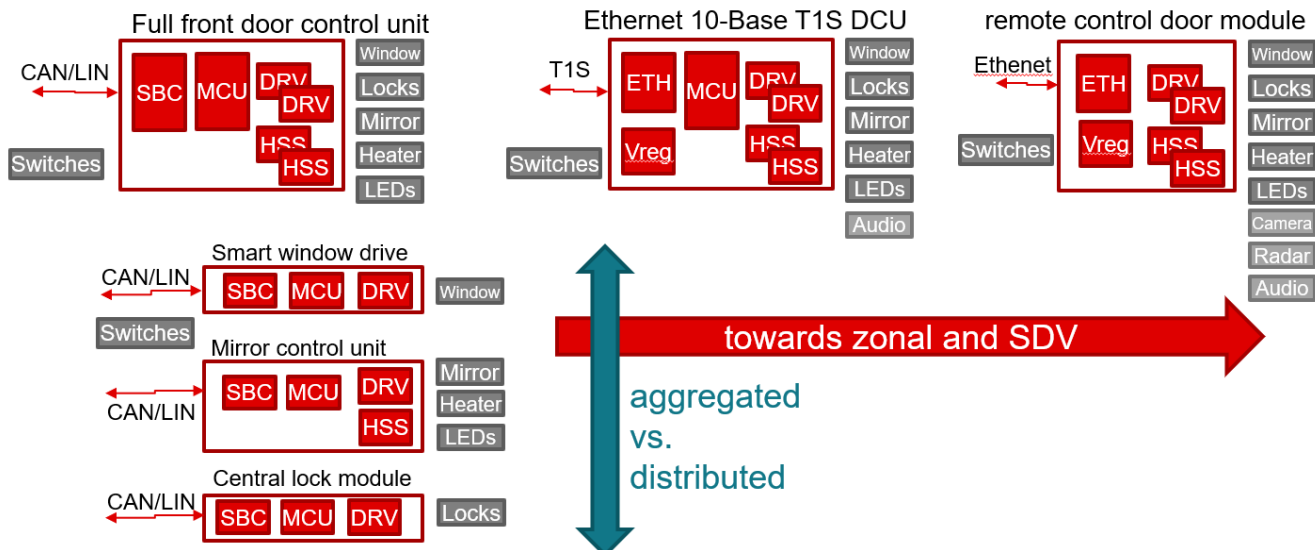 Full front door control unit
CAN/LIN
SBC
MCU
DRV
DRV
HSS
HSS
Switches
Window
Locks
Mirror
Heater
LEDs
Ethernet 10-Base T1S DCU
T1S
ETH
Vreg
MCU
DRV
DRV
HSS
HSS
Switches
Window
Locks
Mirror
Heater
LEDs
Audio
remote control door module
Ethenet
ETH
Vreg
DRV
DRV
HSS
HSS
Switches
Window
Locks
Mirror
Heater
LEDs
Camera
Radar
Audio
Smart window drive
CAN/LIN
SBC
MCU
DRV
Window
Switches
Mirror control unit
CAN/LIN
SBC
MCU
DRV
HSS
Mirror
Heater
LEDs
Central lock module
CAN/LIN
SBC
MCU
DRV
Locks
towards zonal and SDV
aggregated
vs.
distributed